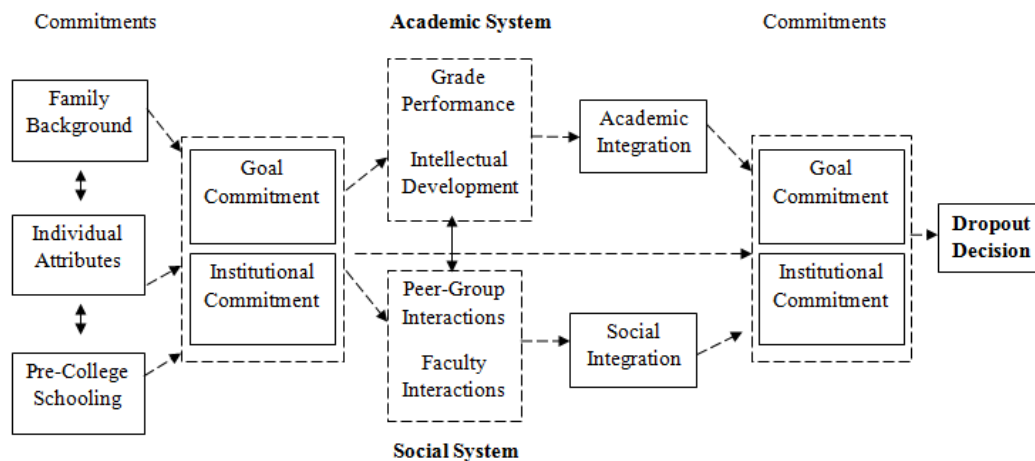 Commitments
Academic System
Commitments
Family
Background
Individual
Attributes
Pre-College
Schooling
Goal
Commitment
Institutional
Commitment
Grade
Performance
Intellectual
Development
Peer-Group
Interactions
Faculty
Interactions
Social System
Academic
Integration
Social
Integration
Goal
Commitment
Institutional
Commitment
Dropout
Decision